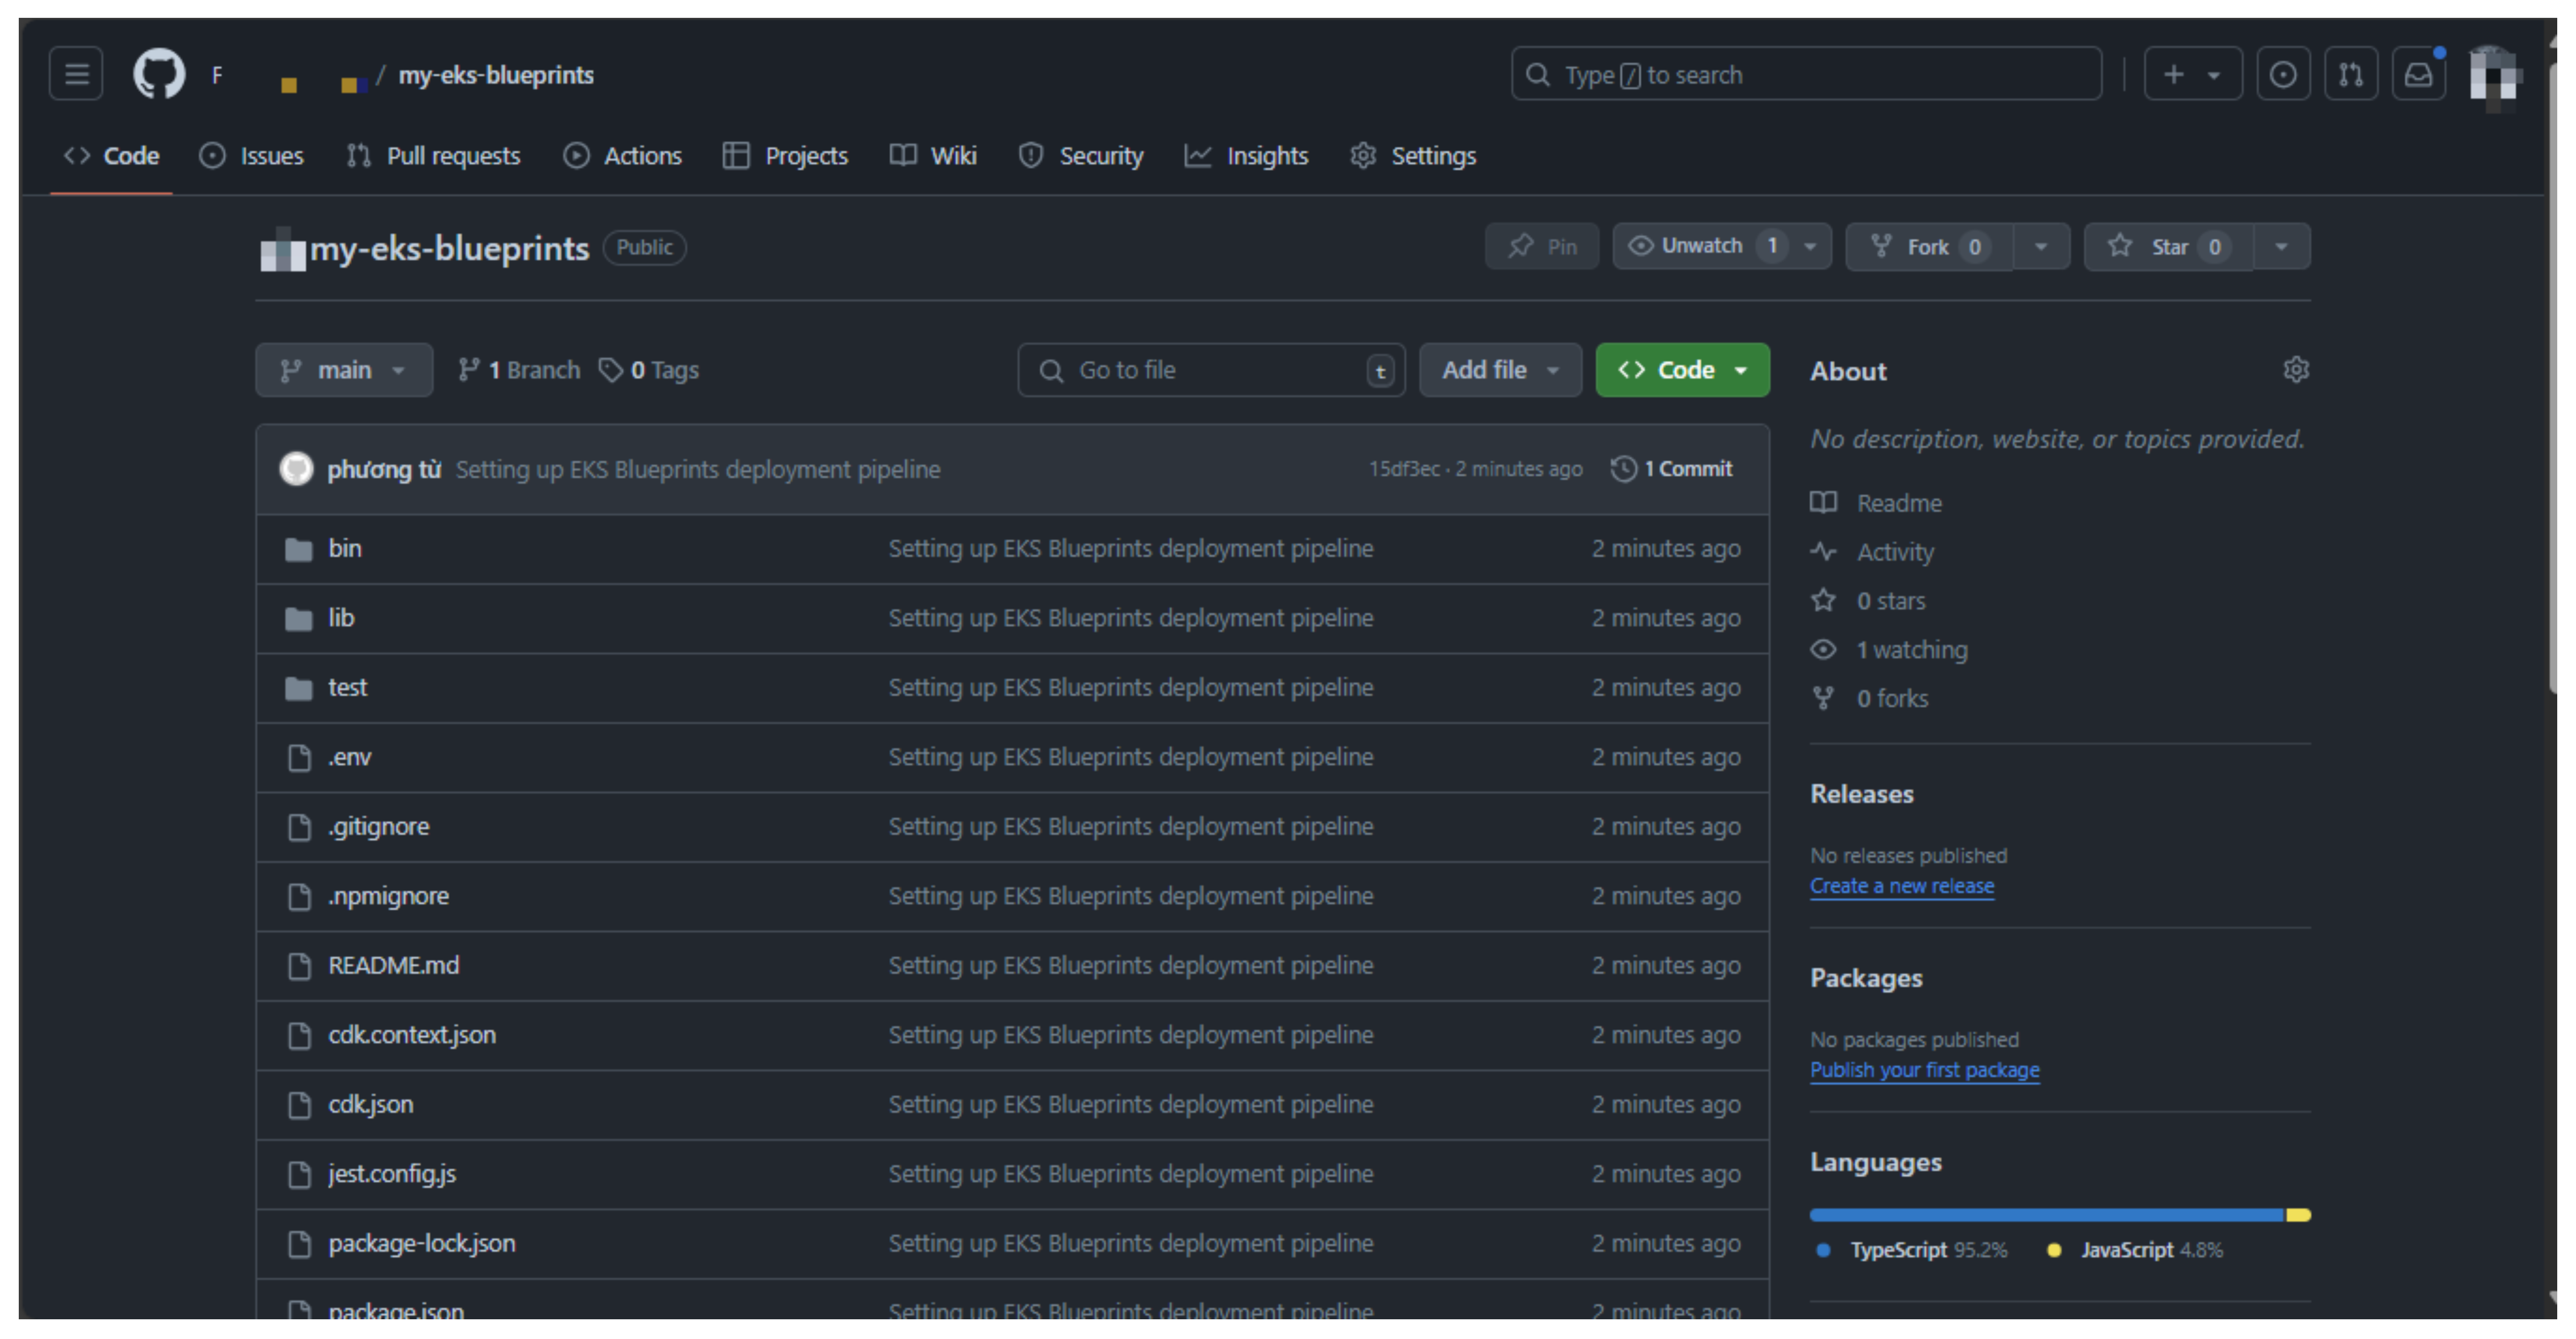 F / my-eks-blueprints
Type / to search
Code Issues Pull requests Actions Projects Wiki Security Insights Settings
my-eks-blueprints Public
Pin Unwatch 1 Fork 0 Star 0
main 1 Branch 0 Tags Go to file t Add file Code
phương từ Setting up EKS Blueprints deployment pipeline 15df3ec · 2 minutes ago 1 Commit
bin Setting up EKS Blueprints deployment pipeline 2 minutes ago
lib Setting up EKS Blueprints deployment pipeline 2 minutes ago
test Setting up EKS Blueprints deployment pipeline 2 minutes ago
.env Setting up EKS Blueprints deployment pipeline 2 minutes ago
.gitignore Setting up EKS Blueprints deployment pipeline 2 minutes ago
.npmignore Setting up EKS Blueprints deployment pipeline 2 minutes ago
README.md Setting up EKS Blueprints deployment pipeline 2 minutes ago
cdk.context.json Setting up EKS Blueprints deployment pipeline 2 minutes ago
cdk.json Setting up EKS Blueprints deployment pipeline 2 minutes ago
jest.config.js Setting up EKS Blueprints deployment pipeline 2 minutes ago
package-lock.json Setting up EKS Blueprints deployment pipeline 2 minutes ago
package.json Setting up EKS Blueprints deployment pipeline 2 minutes ago
About
No description, website, or topics provided.
Readme
Activity
0 stars
1 watching
0 forks
Releases
No releases published
Create a new release
Packages
No packages published
Publish your first package
Languages
TypeScript 95.2% JavaScript 4.8%